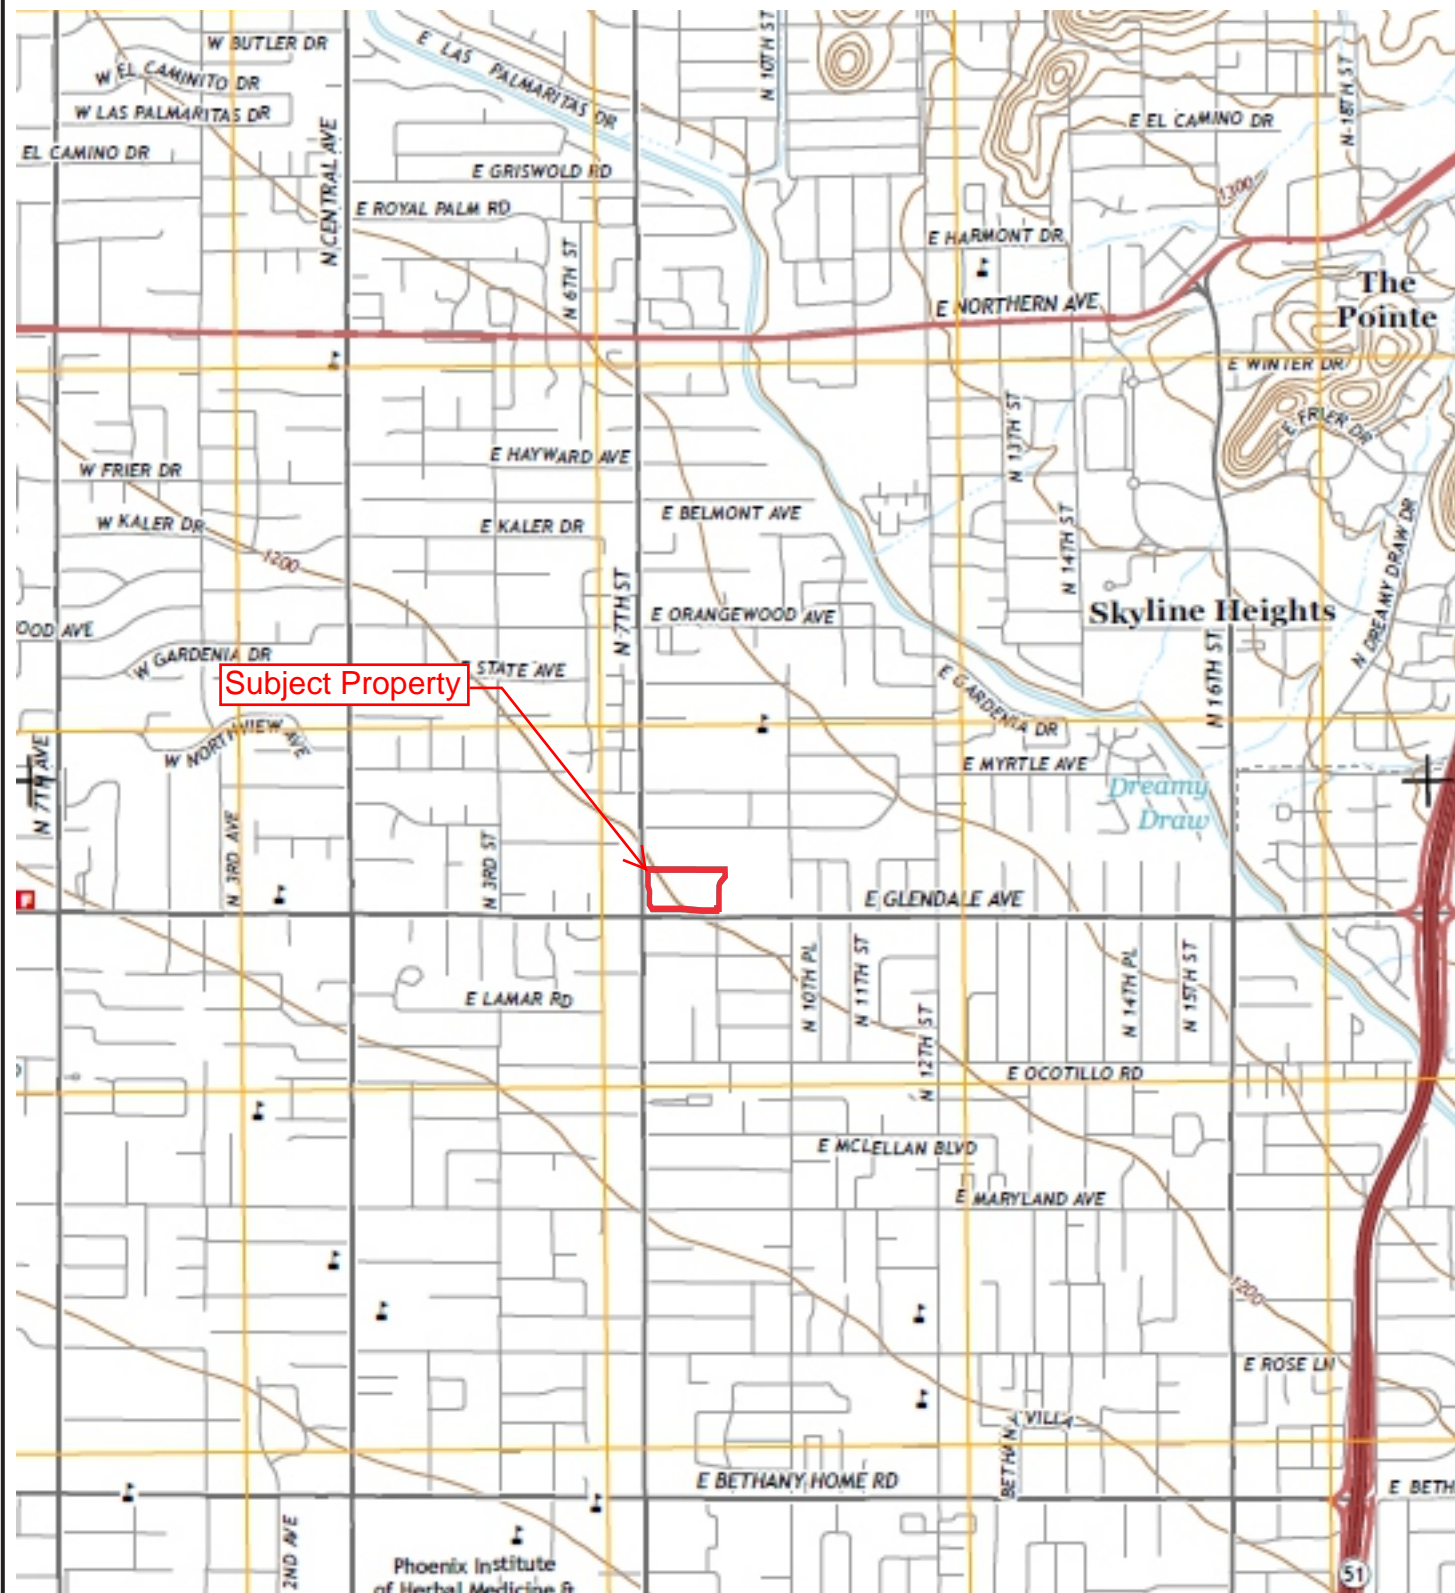 W BUTLER DR
E LAS PALMARITAS DR
N 10TH ST
W EL CAMINITO DR
W LAS PALMARITAS DR
E EL CAMINO DR
N 18TH ST
EL CAMINO DR
N CENTRAL AVE
E GRISWOLD RD
1300
E ROYAL PALM RD
E HARMONT DR
N 6TH ST
The
Pointe
E NORTHERN AVE
E WINTER DR
N 13TH ST
E FRIER DR
W FRIER DR
E HAYWARD AVE
E BELMONT AVE
W KALER DR
E KALER DR
N 14TH ST
N DREAMY DRAW DR
1200
N 7TH ST
Skyline Heights
E ORANGEWOOD AVE
OOD AVE
W GARDENIA DR
E STATE AVE
Subject Property
E GARDENIA DR
N 16TH ST
W NORTHVIEW AVE
N 7TH AVE
E MYRTLE AVE
Dreamy
Draw
N 3RD AVE
N 3RD ST
E GLENDALE AVE
E LAMAR RD
N 10TH PL
N 11TH ST
N 12TH ST
N 14TH PL
N 15TH ST
E OCOTILLO RD
E MCLELLAN BLVD
E MARYLAND AVE
1200
E ROSE LN
BETHANA VILLA
E BETHANY HOME RD
E BETH
2ND AVE
Phoenix Institute
of Herbal Medicine &
51